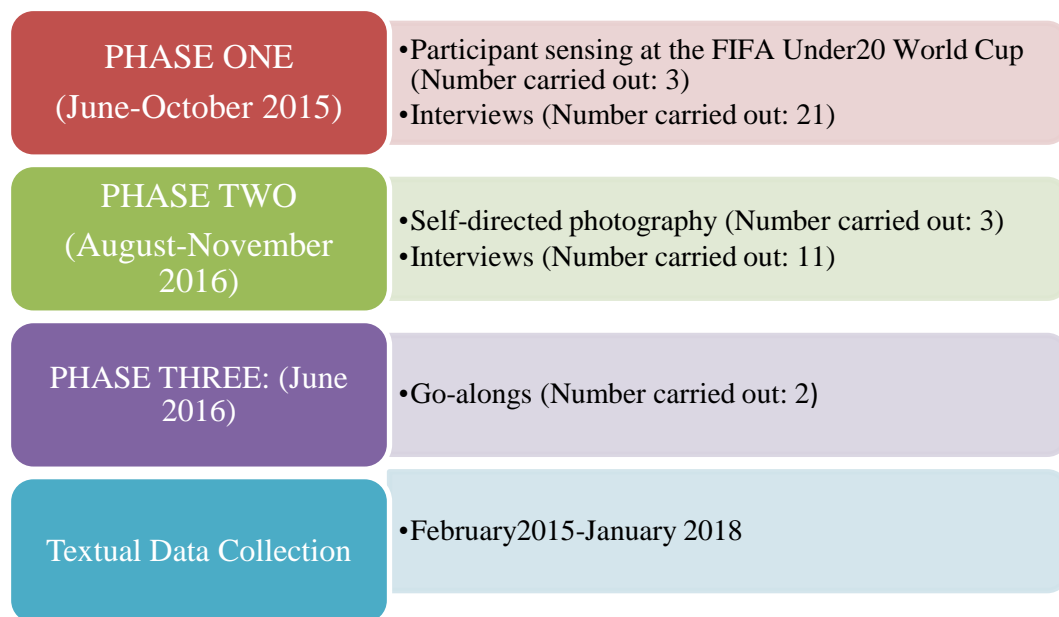 PHASE ONE
(June-October 2015)
•Participant sensing at the FIFA Under20 World Cup
(Number carried out: 3)
•Interviews (Number carried out: 21)
PHASE TWO
(August-November
2016)
•Self-directed photography (Number carried out: 3)
•Interviews (Number carried out: 11)
PHASE THREE: (June
2016)
•Go-alongs (Number carried out: 2)
Textual Data Collection
•February2015-January 2018